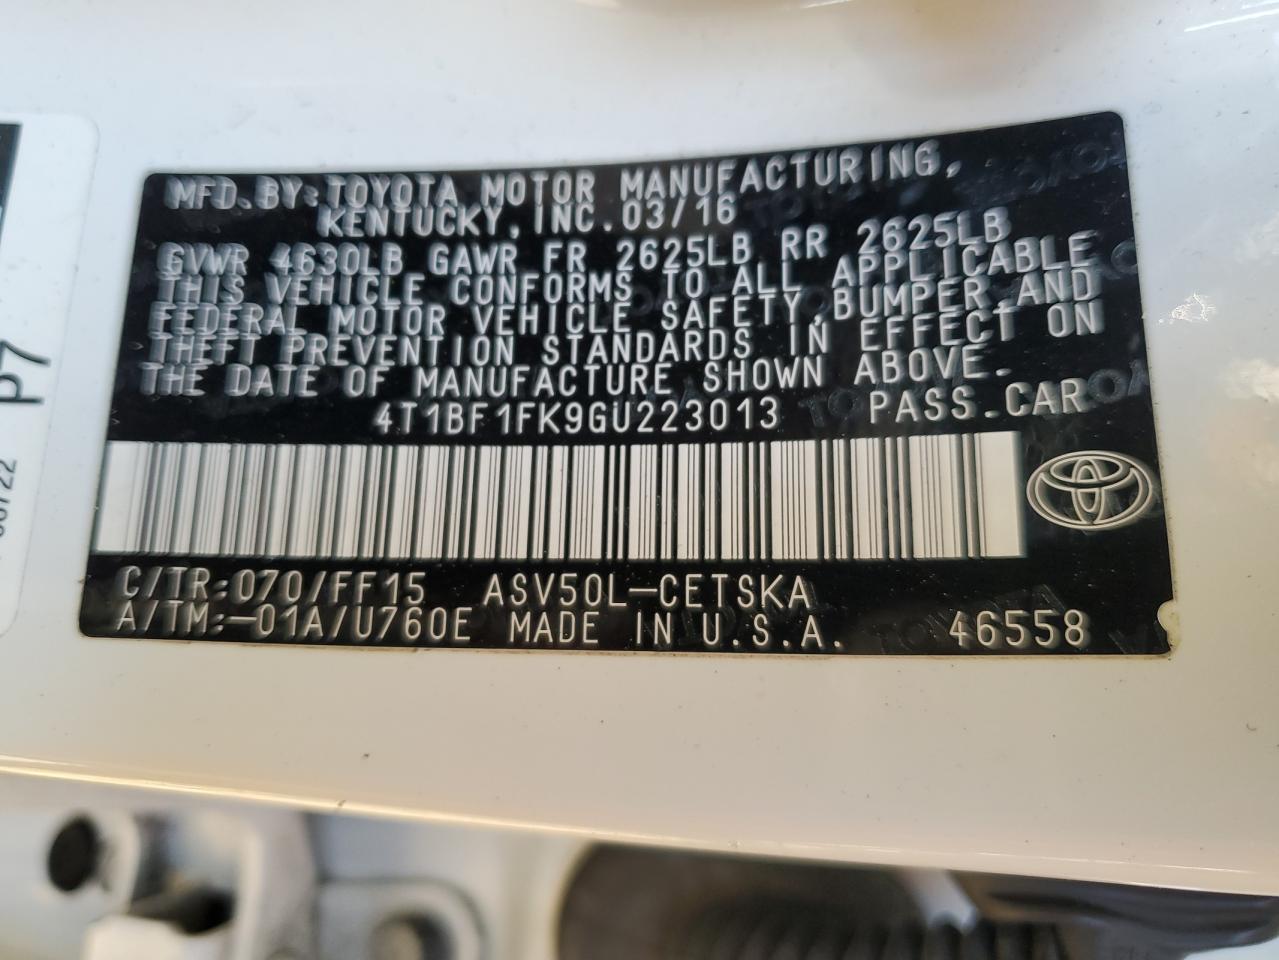 MFD. BY: TOYOTA MOTOR MANUFACTURING,
KENTUCKY, INC. 03/16
GVWR 4630LB GAWR FR 2625LB RR 2625LB
THIS VEHICLE CONFORMS TO ALL APPLICABLE
FEDERAL MOTOR VEHICLE SAFETY, BUMPER, AND
THEFT PREVENTION STANDARDS IN EFFECT ON
THE DATE OF MANUFACTURE SHOWN ABOVE.
4T1BF1FK9GU223013 PASS. CAR
C/TR: 070/FF15 ASV50L-CETSKA
A/TM: -01A/U760E MADE IN U.S.A. 46558
P7